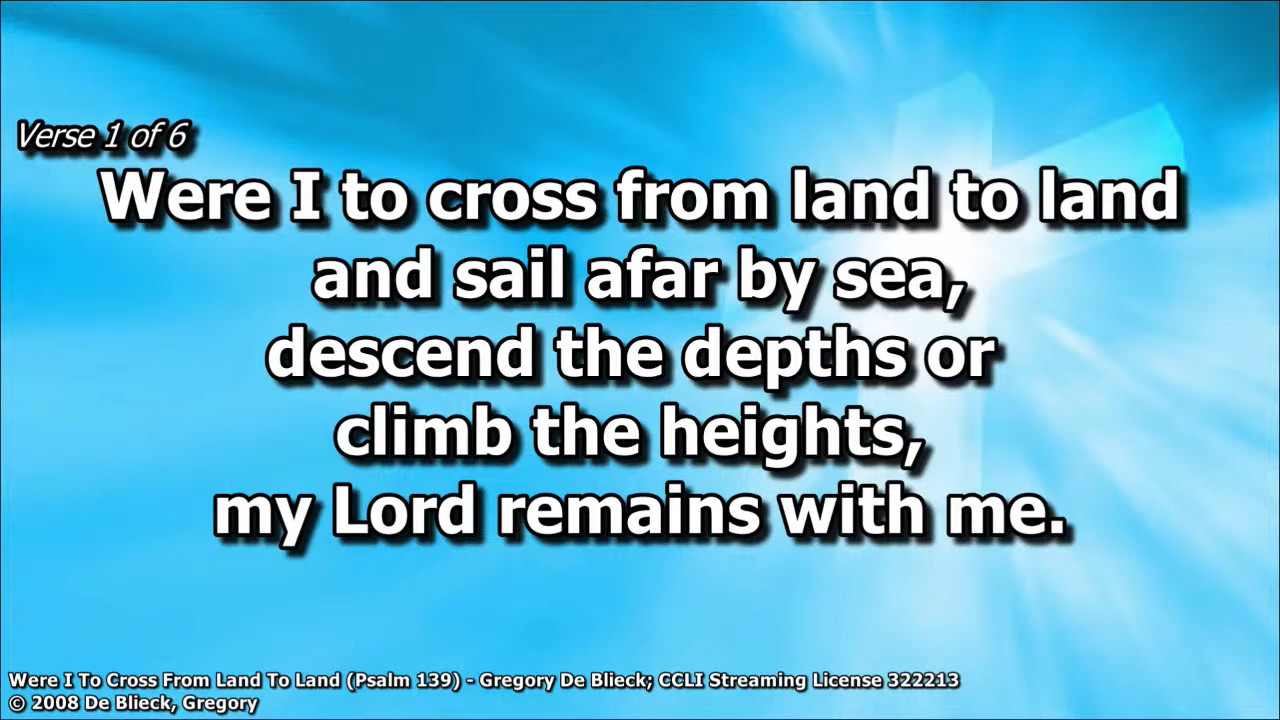 Verse 1 of 6
Were I to cross from land to land
and sail afar by sea,
descend the depths or
climb the heights,
my Lord remains with me.
Were I To Cross From Land To Land (Psalm 139) - Gregory De Blieck; CCLI Streaming License 322213
© 2008 De Blieck, Gregory